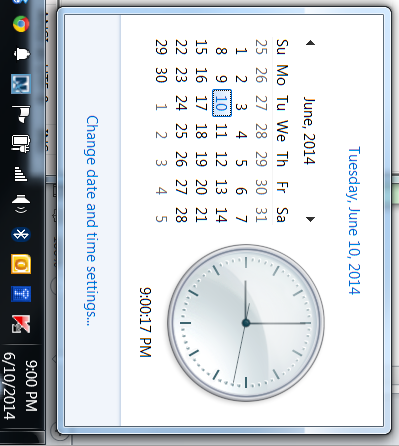 Tuesday, June 10, 2014
June, 2014
Su Mo Tu We Th Fr Sa
25 26 27 28 29 30 31
1 2 3 4 5 6 7
8 9 10 11 12 13 14
15 16 17 18 19 20 21
22 23 24 25 26 27 28
29 30 1 2 3 4 5
9:00:17 PM
Change date and time settings...
9:00 PM
6/10/2014